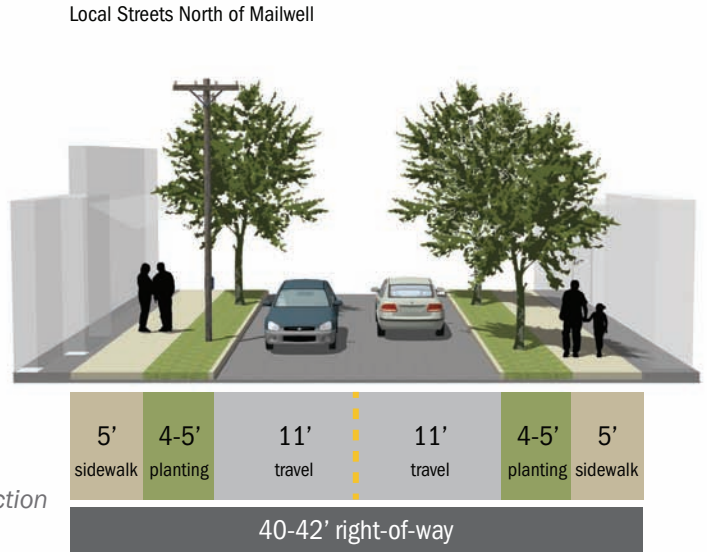 Local Streets North of Mailwell
5’ 4-5’ 11’ 11’ 4-5’ 5’
sidewalk planting travel travel planting sidewalk
ction
40-42’ right-of-way